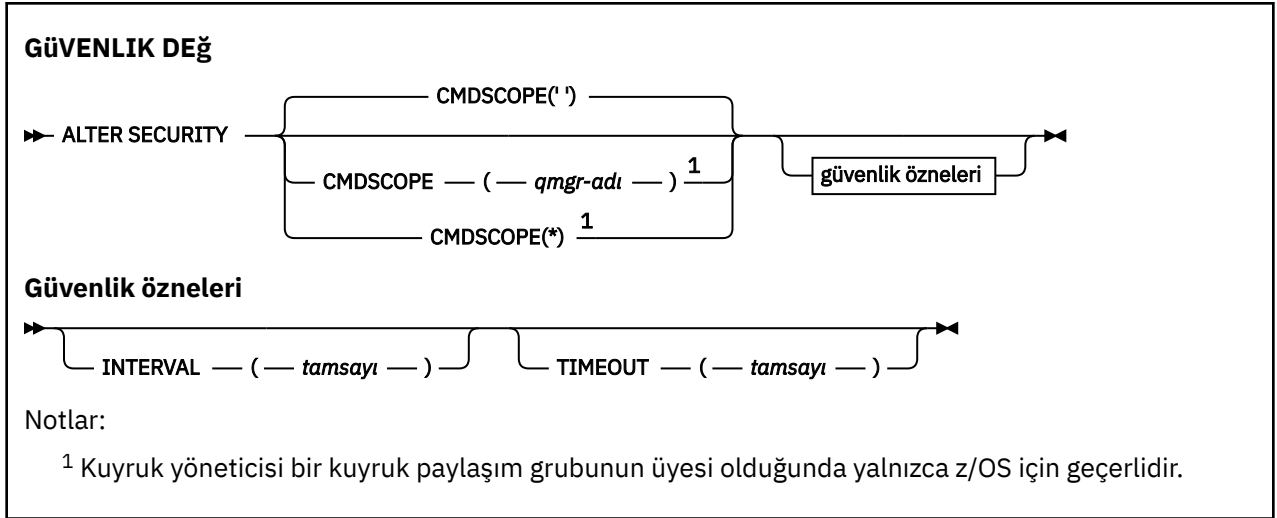 GüVENLIK DEğ
CMDSCOPE(' ')
ALTER SECURITY
CMDSCOPE ( qmgr-adı ) 1
güvenlik özneleri
CMDSCOPE(*) 1
Güvenlik özneleri
INTERVAL ( tamsayı ) TIMEOUT ( tamsayı )
Notlar:
1 Kuyruk yöneticisi bir kuyruk paylaşım grubunun üyesi olduğunda yalnızca z/OS için geçerlidir.